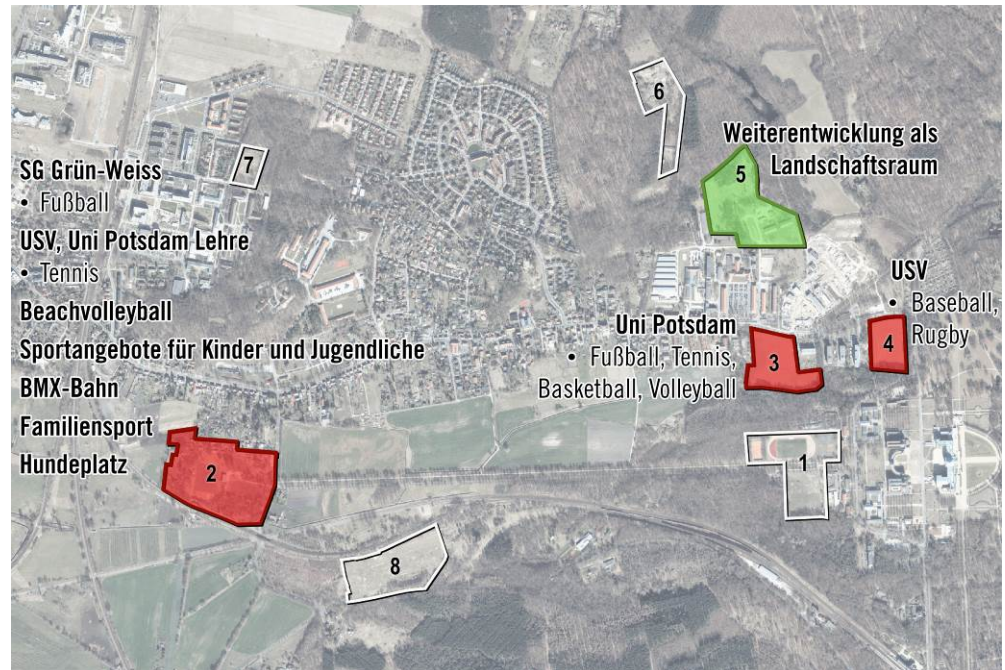 6
Weiterentwicklung als
Landschaftsraum
5
7
SG Grün-Weiss
• Fußball
USV, Uni Potsdam Lehre
• Tennis
Beachvolleyball
Sportangebote für Kinder und Jugendliche
BMX-Bahn
Familiensport
Hundeplatz
USV
• Baseball,
Rugby
4
Uni Potsdam
• Fußball, Tennis,
Basketball, Volleyball
3
1
2
8